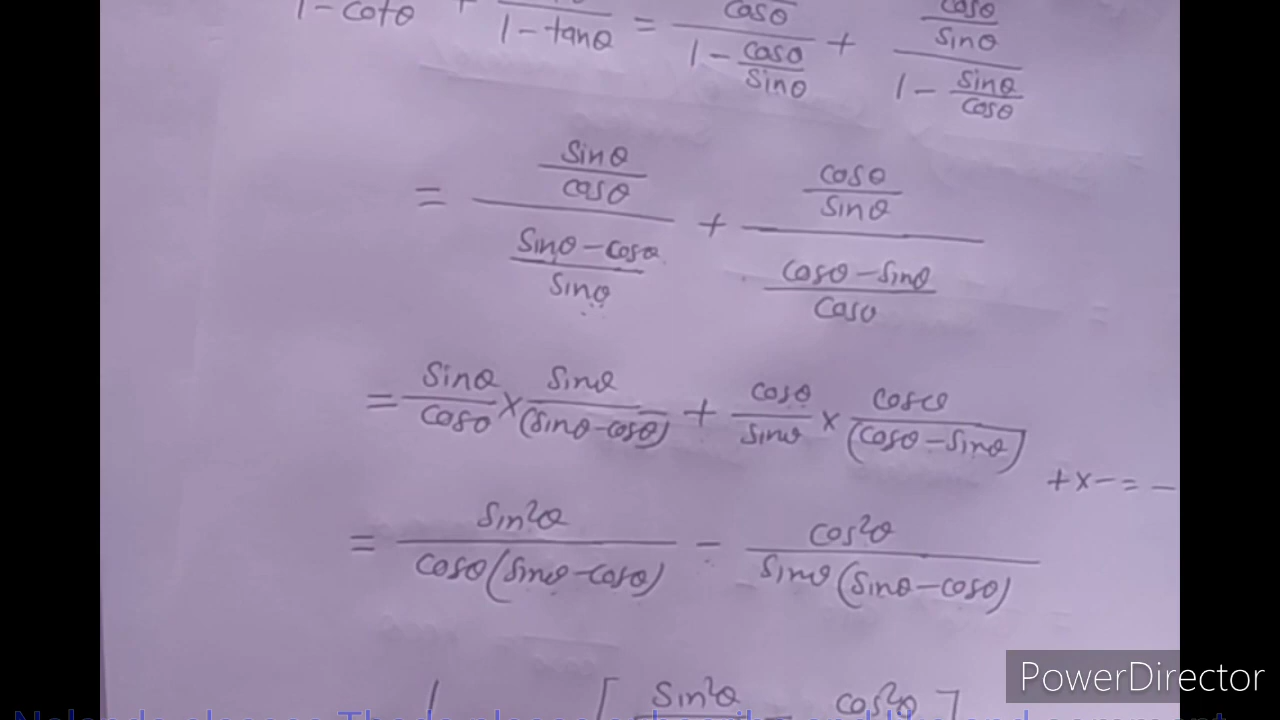 1 - cotθ + 1 - tanθ = cosθ / (1 - cosθ/sinθ) + (cosθ/sinθ) / (1 - sinθ/cosθ)
= (sinθ/cosθ) / ((sinθ - cosθ)/sinθ) + (cosθ/sinθ) / ((cosθ - sinθ)/cosθ)
= sinθ/cosθ × sinθ/(sinθ - cosθ) + cosθ/sinθ × cosθ/(cosθ - sinθ)
+ × - = -
= sin²θ / cosθ(sinθ - cosθ) - cos²θ / sinθ(sinθ - cosθ)
1 [ sin²θ cos²θ ]
PowerDirector